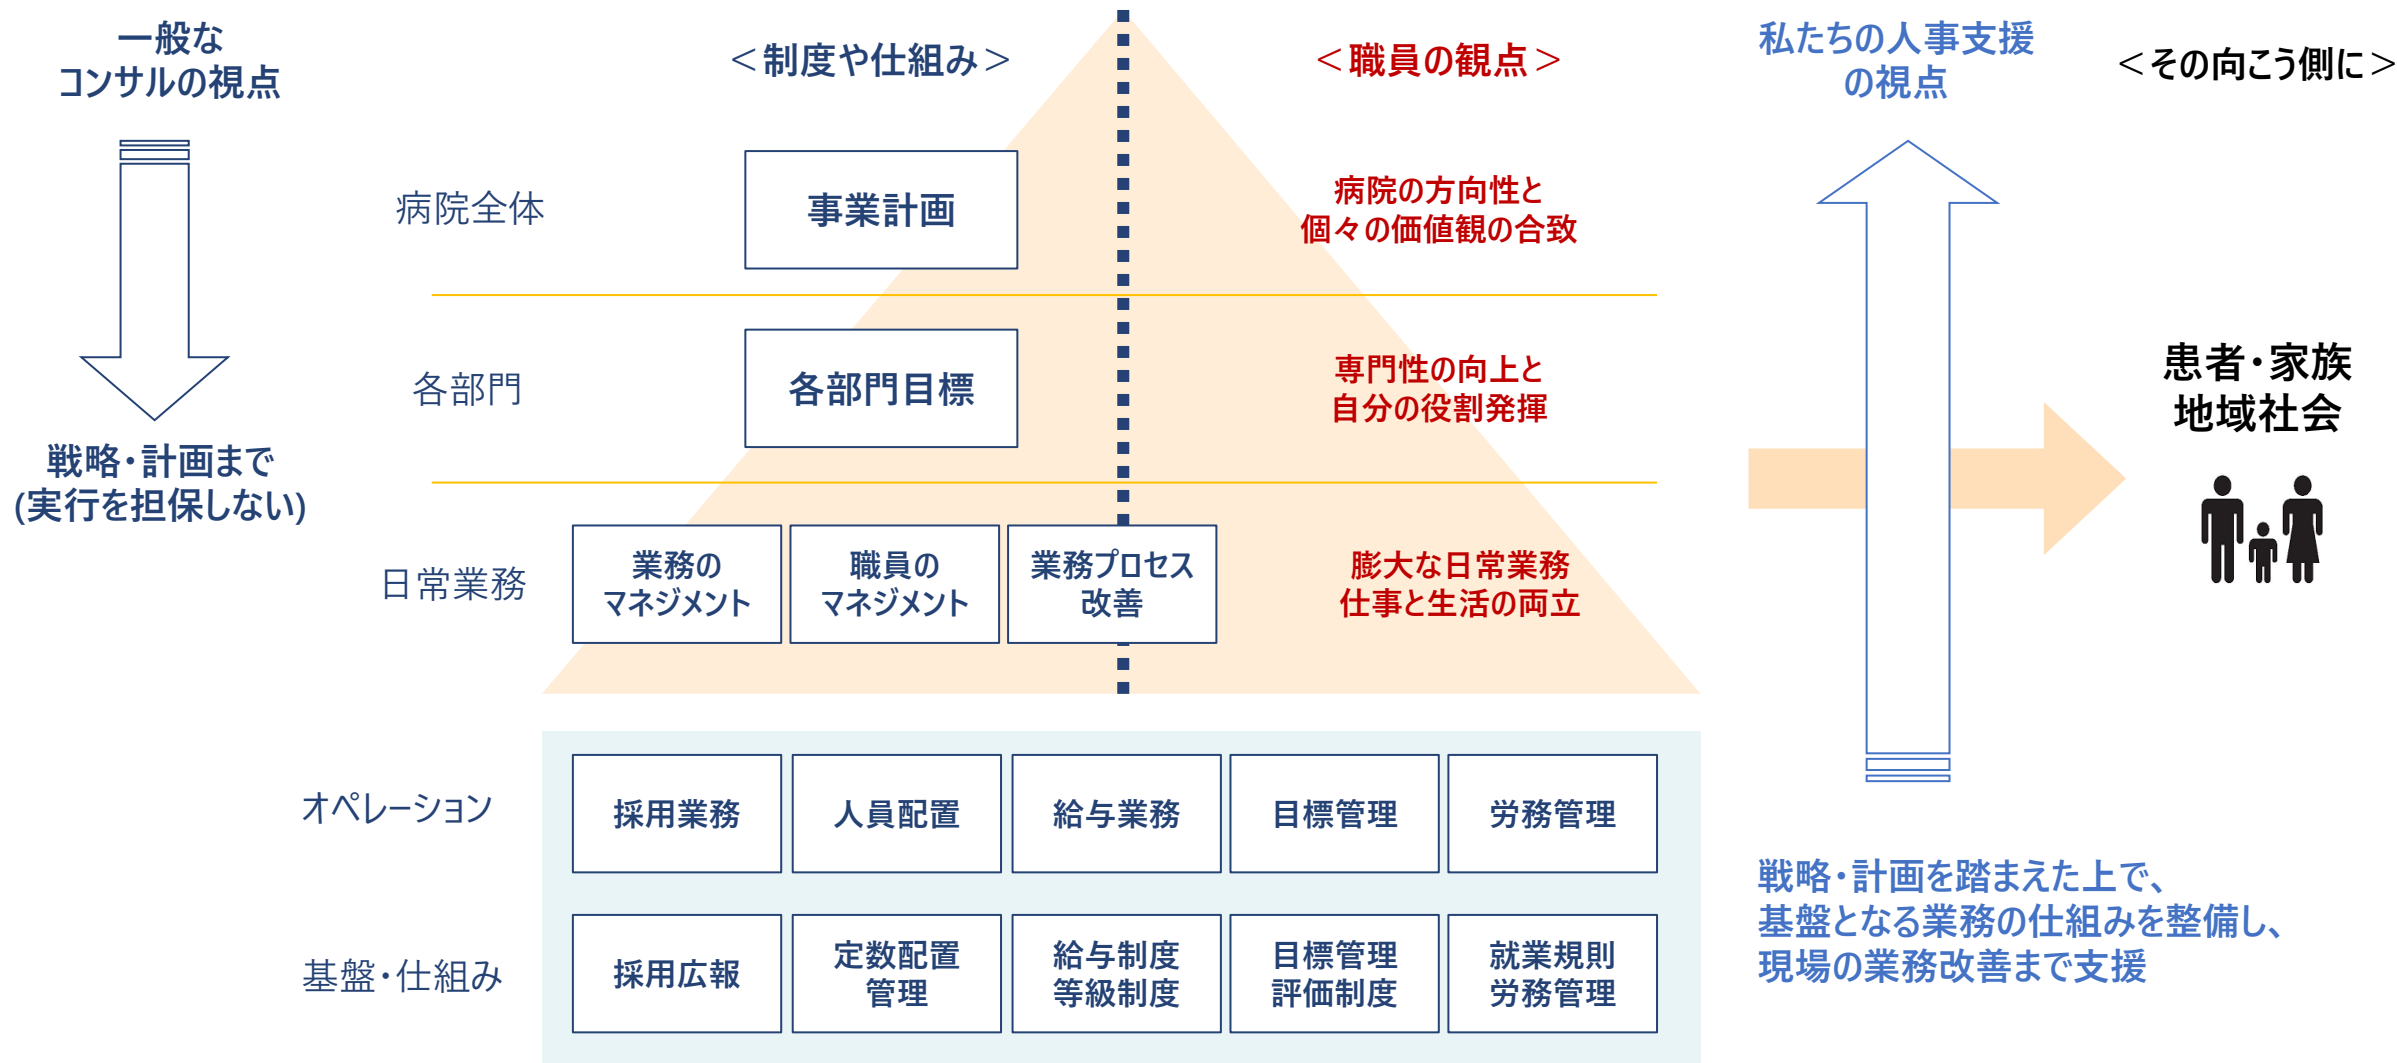 一般な
コンサルの視点
＜制度や仕組み＞
＜職員の観点＞
私たちの人事支援
の視点
＜その向こう側に＞
病院全体
事業計画
病院の方向性と
個々の価値観の合致
各部門
各部門目標
専門性の向上と
自分の役割発揮
患者・家族
地域社会
戦略・計画まで
(実行を担保しない)
日常業務
業務の
マネジメント
職員の
マネジメント
業務プロセス
改善
膨大な日常業務
仕事と生活の両立
オペレーション
採用業務
人員配置
給与業務
目標管理
労務管理
戦略・計画を踏まえた上で、
基盤となる業務の仕組みを整備し、
現場の業務改善まで支援
基盤・仕組み
採用広報
定数配置
管理
給与制度
等級制度
目標管理
評価制度
就業規則
労務管理